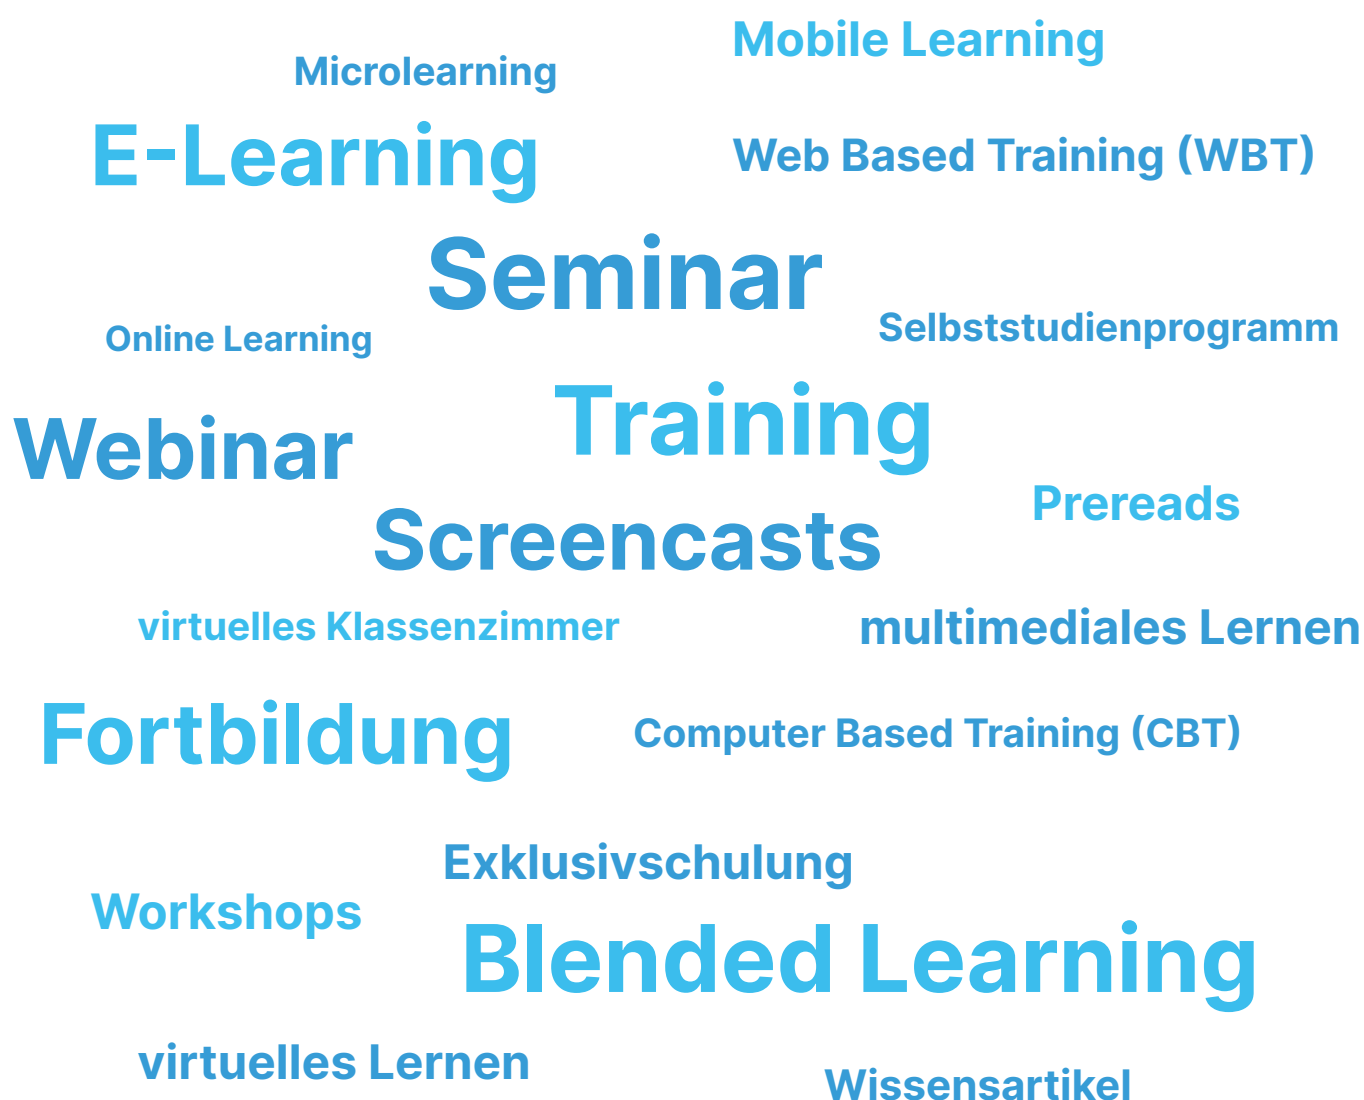 Mobile Learning
Microlearning
E-Learning
Web Based Training (WBT)
Seminar
Selbststudienprogramm
Online Learning
Training
Webinar
Prereads
Screencasts
virtuelles Klassenzimmer
multimediales Lernen
Fortbildung
Computer Based Training (CBT)
Exklusivschulung
Workshops
Blended Learning
virtuelles Lernen
Wissensartikel